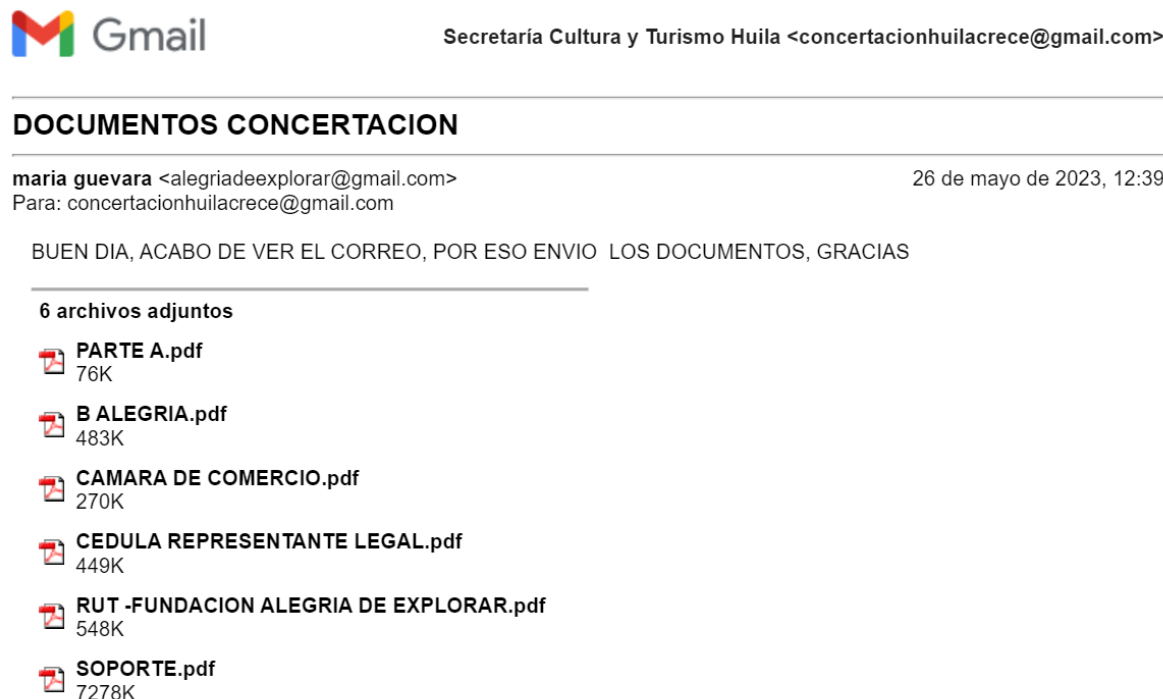 Gmail
Secretaría Cultura y Turismo Huila <concertacionhuilacrece@gmail.com>
DOCUMENTOS CONCERTACION
maria guevara <alegriadeexplorar@gmail.com>
26 de mayo de 2023, 12:39
Para: concertacionhuilacrece@gmail.com
BUEN DIA, ACABO DE VER EL CORREO, POR ESO ENVIO  LOS DOCUMENTOS, GRACIAS
6 archivos adjuntos
PARTE A.pdf
76K
B ALEGRIA.pdf
483K
CAMARA DE COMERCIO.pdf
270K
CEDULA REPRESENTANTE LEGAL.pdf
449K
RUT -FUNDACION ALEGRIA DE EXPLORAR.pdf
548K
SOPORTE.pdf
7278K